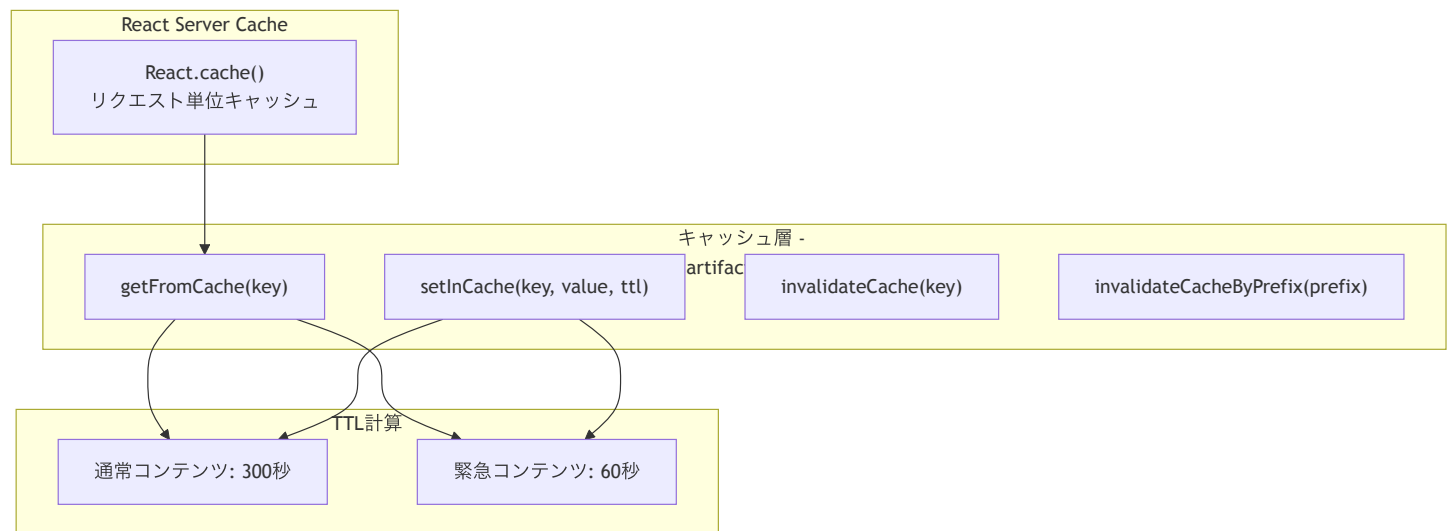 React Server Cache
React.cache()
リクエスト単位キャッシュ
キャッシュ層 -
artifac
getFromCache(key)
setInCache(key, value, ttl)
invalidateCache(key)
invalidateCacheByPrefix(prefix)
TTL計算
通常コンテンツ: 300秒
緊急コンテンツ: 60秒